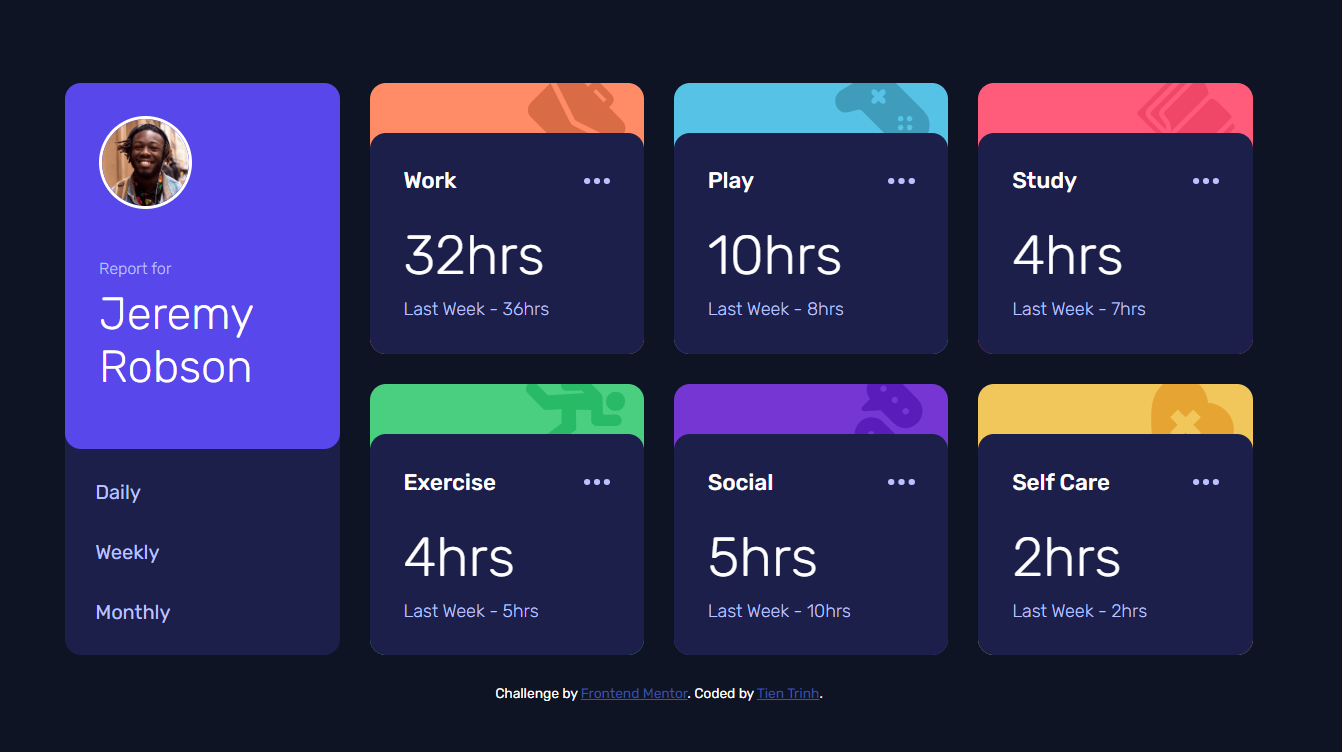 Report for
Jeremy
Robson
Daily
Weekly
Monthly
Work
32hrs
Last Week - 36hrs
Play
10hrs
Last Week - 8hrs
Study
4hrs
Last Week - 7hrs
Exercise
4hrs
Last Week - 5hrs
Social
5hrs
Last Week - 10hrs
Self Care
2hrs
Last Week - 2hrs
Challenge by Frontend Mentor. Coded by Tien Trinh.